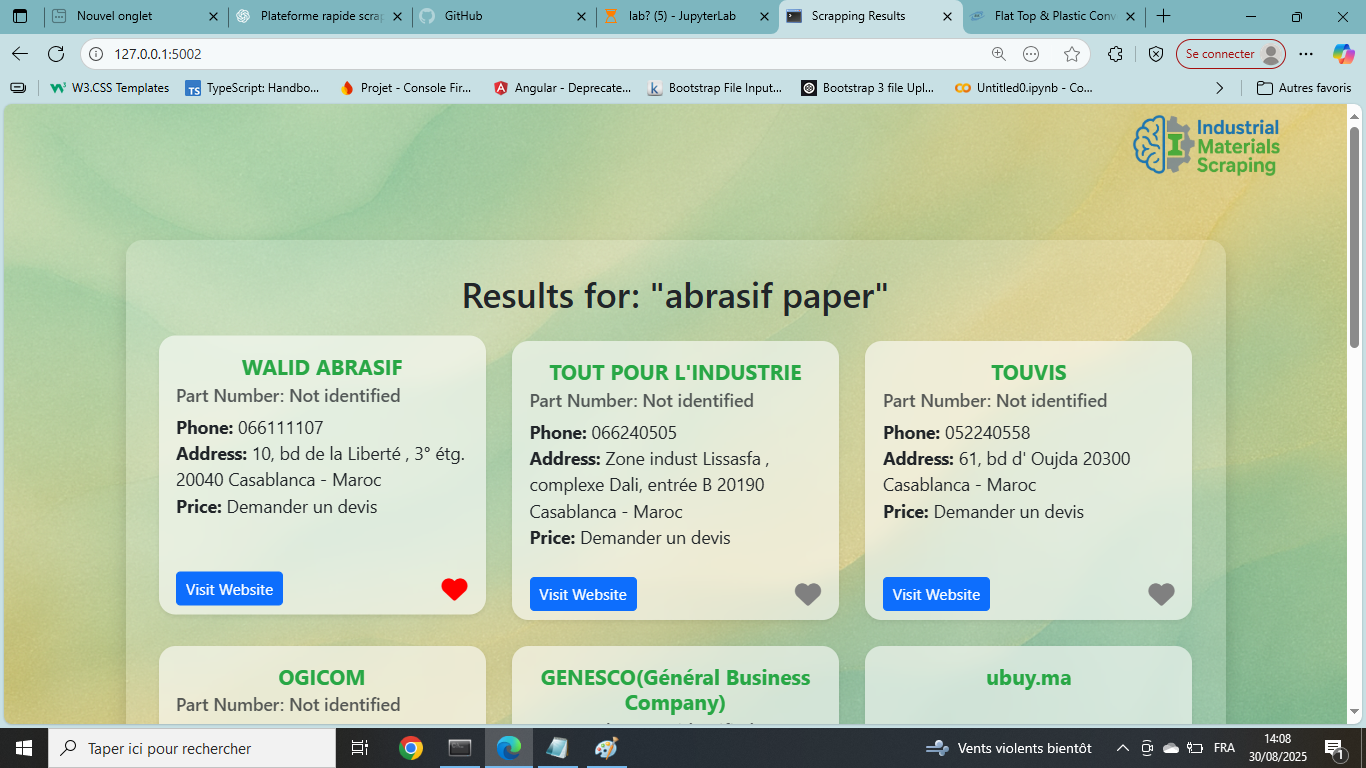 Nouvel onglet
Plateforme rapide scrap
GitHub
lab? (5) - JupyterLab
Scrapping Results
Flat Top & Plastic Conv
127.0.0.1:5002
Se connecter
W3.CSS Templates
TypeScript: Handbo...
Projet - Console Fir...
Angular - Deprecate...
Bootstrap File Input...
Bootstrap 3 file Upl...
Untitled0.ipynb - Co...
Autres favoris
Industrial
Materials
Scraping
Results for: "abrasif paper"
WALID ABRASIF
Part Number: Not identified
Phone: 066111107
Address: 10, bd de la Liberté , 3° étg.
20040 Casablanca - Maroc
Price: Demander un devis
Visit Website
TOUT POUR L'INDUSTRIE
Part Number: Not identified
Phone: 066240505
Address: Zone indust Lissasfa ,
complexe Dali, entrée B 20190
Casablanca - Maroc
Price: Demander un devis
Visit Website
TOUVIS
Part Number: Not identified
Phone: 052240558
Address: 61, bd d' Oujda 20300
Casablanca - Maroc
Price: Demander un devis
Visit Website
OGICOM
Part Number: Not identified
GENESCO(Général Business
Company)
ubuy.ma
Taper ici pour rechercher
Vents violents bientôt
FRA
14:08
30/08/2025
1